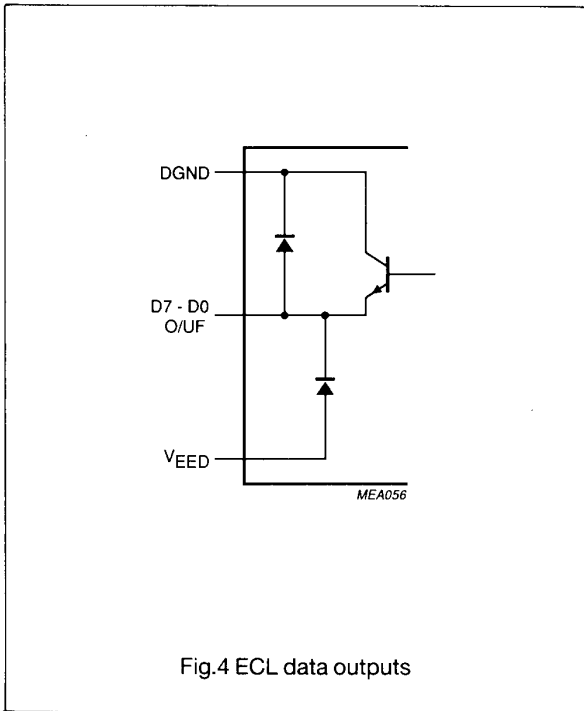 DGND
D7 - D0
O/UF
VEED
MEA056
Fig.4 ECL data outputs